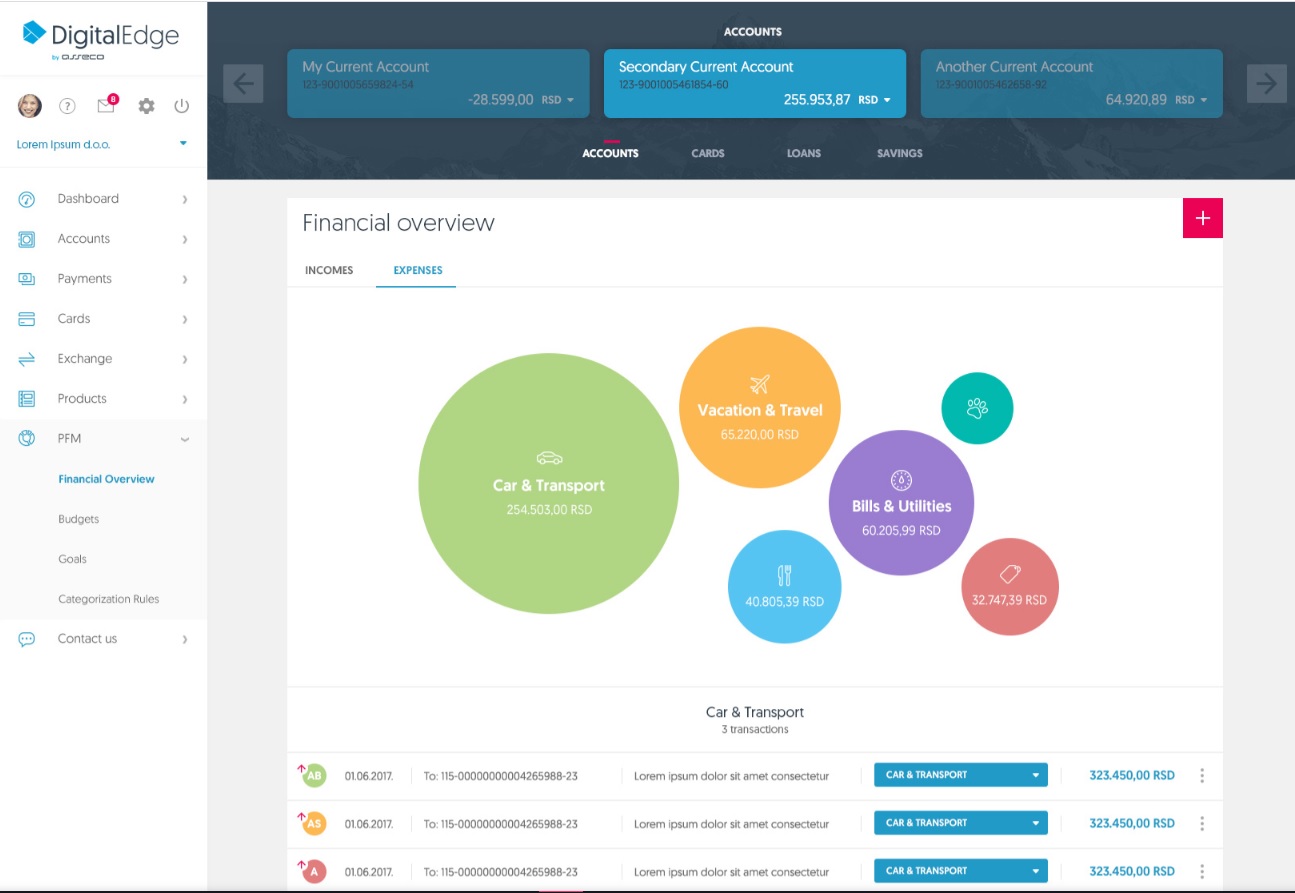 DigitalEdge
by asseco
?
8
Lorem Ipsum d.o.o.
Dashboard
Accounts
Payments
Cards
Exchange
Products
PFM
Financial Overview
Budgets
Goals
Categorization Rules
Contact us
ACCOUNTS
My Current Account
123-9001005659824-54
-28.599,00 RSD
Secondary Current Account
123-9001005461854-60
255.953,87 RSD
Another Current Account
123-9001005462658-92
64.920,89 RSD
ACCOUNTS CARDS LOANS SAVINGS
Financial overview
+
INCOMES EXPENSES
Car & Transport
254.503,00 RSD
Vacation & Travel
65.220,00 RSD
Bills & Utilities
60.205,99 RSD
40.805,39 RSD
32.747,39 RSD
Car & Transport
3 transactions
AB 01.06.2017. To: 115-00000000004265988-23 Lorem ipsum dolor sit amet consectetur CAR & TRANSPORT 323.450,00 RSD
AS 01.06.2017. To: 115-00000000004265988-23 Lorem ipsum dolor sit amet consectetur CAR & TRANSPORT 323.450,00 RSD
A 01.06.2017. To: 115-00000000004265988-23 Lorem ipsum dolor sit amet consectetur CAR & TRANSPORT 323.450,00 RSD